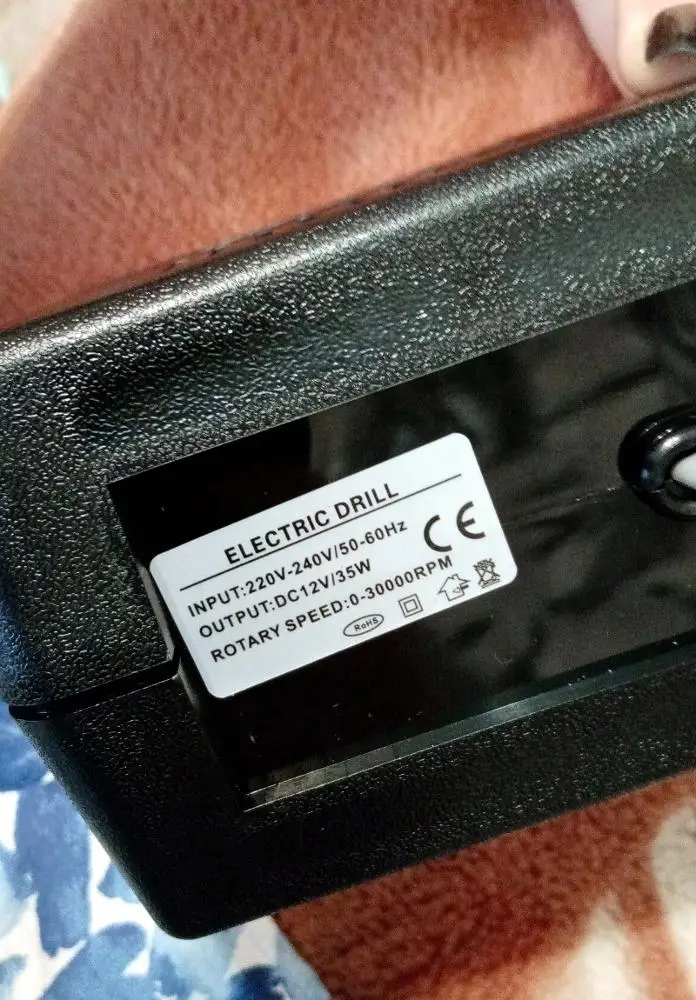 ELECTRIC DRILL
INPUT:220V-240V/50-60Hz
OUTPUT:DC12V/35W
ROTARY SPEED:0-30000RPM
CE
RoHS